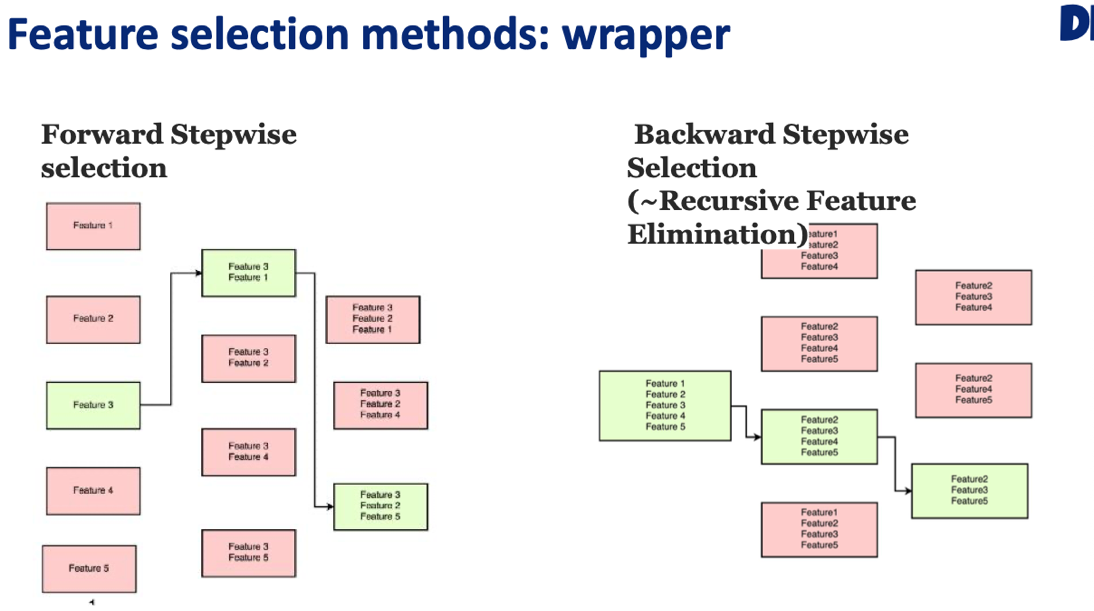 Feature selection methods: wrapper
Forward Stepwise
selection
Feature 1
Feature 2
Feature 3
Feature 4
Feature 5
Feature 3
Feature 1
Feature 3
Feature 2
Feature 3
Feature 4
Feature 3
Feature 5
Feature 3
Feature 2
Feature 1
Feature 3
Feature 2
Feature 4
Feature 3
Feature 2
Feature 5
Backward Stepwise
Selection
(~Recursive Feature
Elimination)
Feature 1
Feature 2
Feature 3
Feature 4
Feature 5
eature1
eature2
Feature3
Feature4
Feature2
Feature3
Feature4
Feature5
Feature2
Feature3
Feature4
Feature5
Feature1
Feature2
Feature3
Feature5
Feature2
Feature3
Feature4
Feature2
Feature4
Feature5
Feature2
Feature3
Feature5